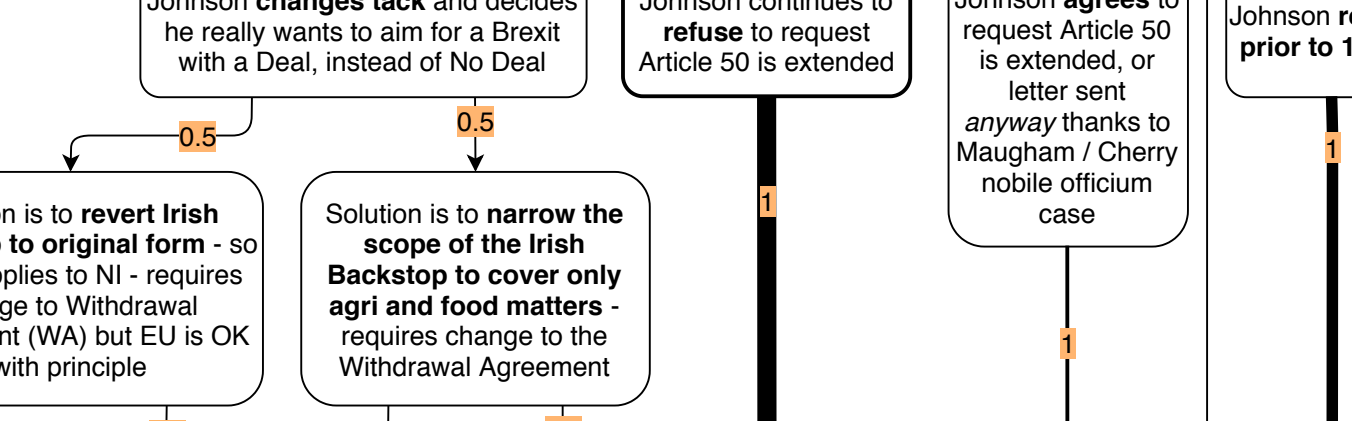 Johnson changes tack and decides
he really wants to aim for a Brexit
with a Deal, instead of No Deal
Johnson continues to
refuse to request
Article 50 is extended
Johnson agrees to
request Article 50
is extended, or
letter sent
anyway thanks to
Maugham / Cherry
nobile officium
case
Johnson
prior to 1
0.5
0.5
1
1
1
n is to revert Irish
to original form - so
plies to NI - requires
ge to Withdrawal
nt (WA) but EU is OK
with principle
Solution is to narrow the
scope of the Irish
Backstop to cover only
agri and food matters -
requires change to the
Withdrawal Agreement